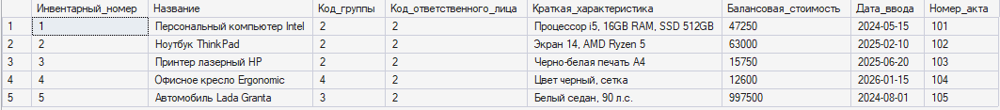 Инвентарный_номер Название Код_группы Код_ответственного_лица Краткая_характеристика Балансовая_стоимость Дата_ввода Номер_акта
1 1 Персональный компьютер Intel 2 2 Процессор i5, 16GB RAM, SSD 512GB 47250 2024-05-15 101
2 2 Ноутбук ThinkPad 2 2 Экран 14, AMD Ryzen 5 63000 2025-02-10 102
3 3 Принтер лазерный HP 2 2 Черно-белая печать A4 15750 2025-06-20 103
4 4 Офисное кресло Ergonomic 4 2 Цвет черный, сетка 12600 2026-01-15 104
5 5 Автомобиль Lada Granta 3 2 Белый седан, 90 л.с. 997500 2024-08-01 105